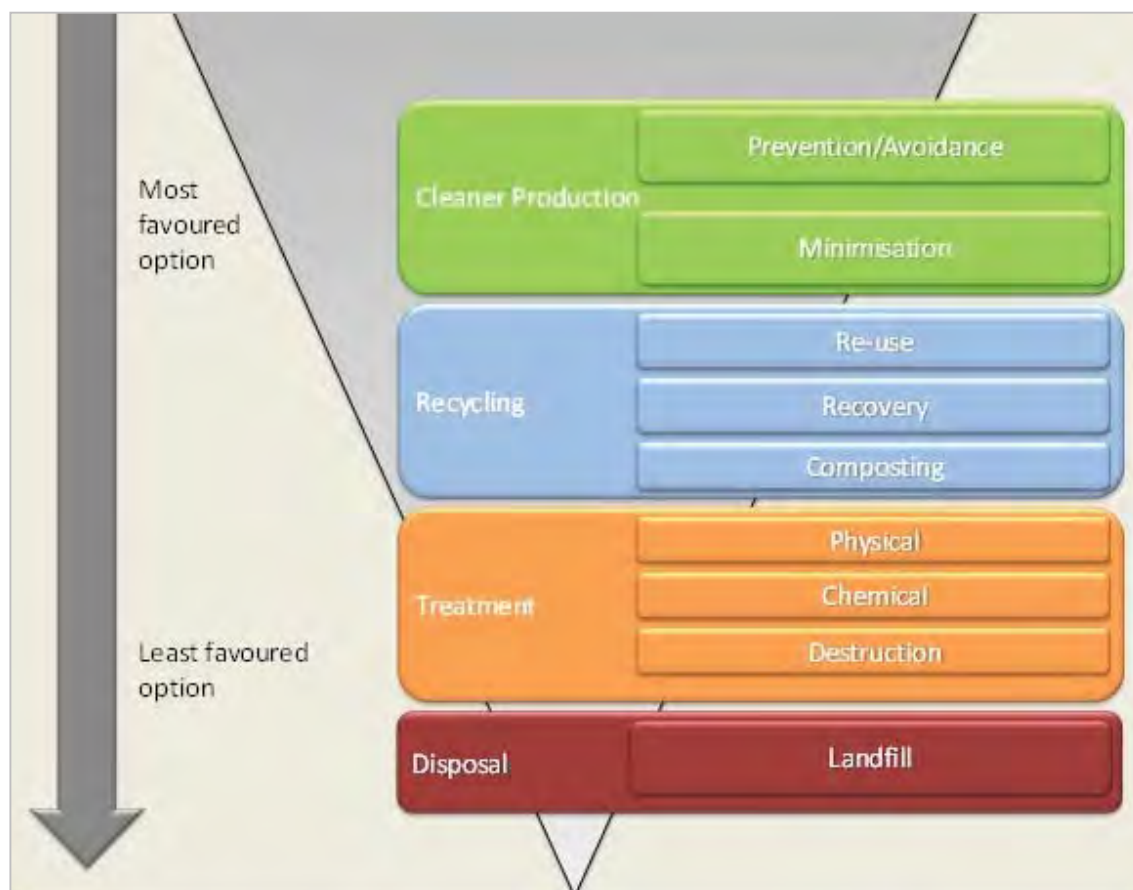 Most
favoured
option
Cleaner Production
Prevention/Avoidance
Minimisation
Recycling
Re-use
Recovery
Composting
Treatment
Physical
Chemical
Destruction
Least favoured
option
Disposal
Landfill